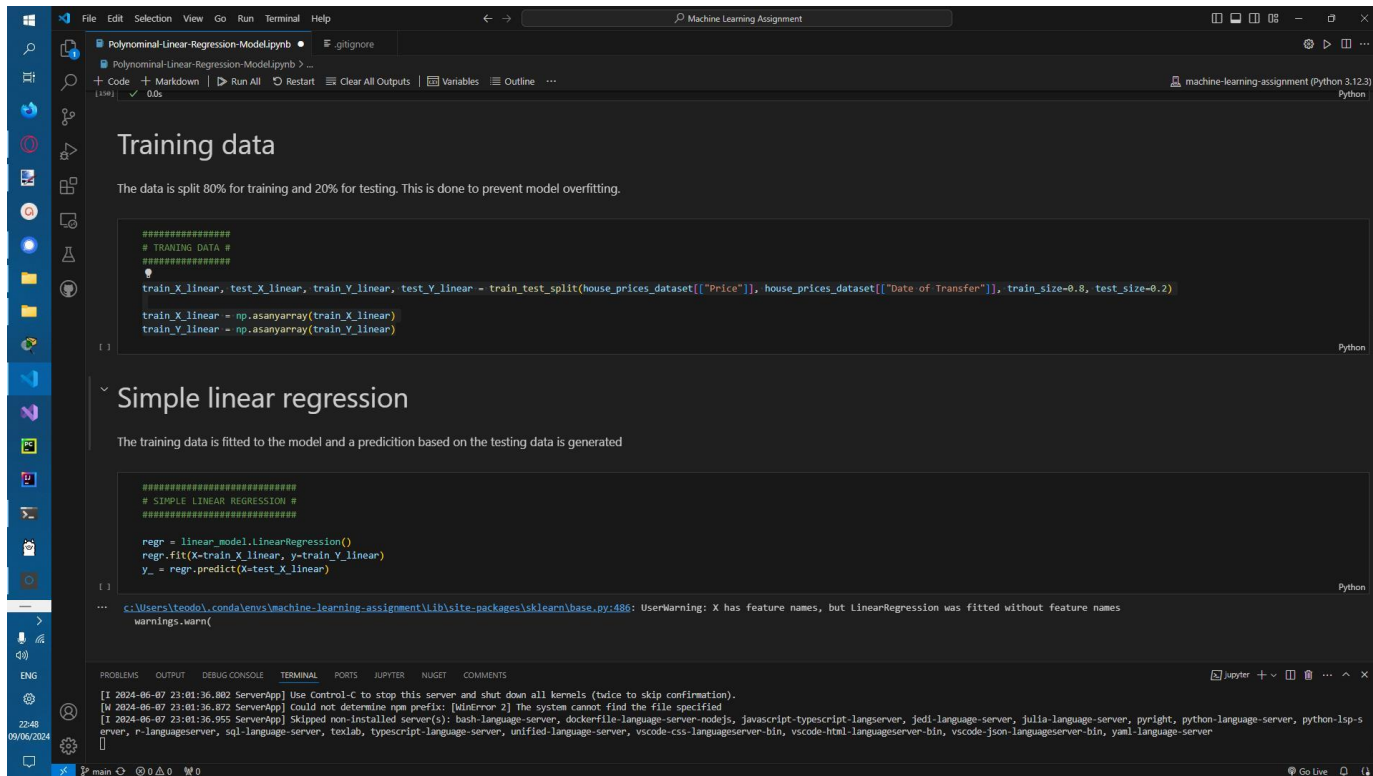 File Edit Selection View Go Run Terminal Help
Machine Learning Assignment
Polynominal-Linear-Regression-Model.ipynb
.gitignore
Polynominal-Linear-Regression-Model.ipynb > ...
+ Code + Markdown | Run All Restart Clear All Outputs | Variables Outline ...
machine-learning-assignment (Python 3.12.3)
[150] ✓ 0.0s
Python
Training data
The data is split 80% for training and 20% for testing. This is done to prevent model overfitting.
################
# TRANING DATA #
################
train_X_linear, test_X_linear, train_Y_linear, test_Y_linear = train_test_split(house_prices_dataset[["Price"]], house_prices_dataset[["Date of Transfer"]], train_size=0.8, test_size=0.2)
train_X_linear = np.asanyarray(train_X_linear)
train_Y_linear = np.asanyarray(train_Y_linear)
[ ]
Python
Simple linear regression
The training data is fitted to the model and a predicition based on the testing data is generated
############################
# SIMPLE LINEAR REGRESSION #
############################
regr = linear_model.LinearRegression()
regr.fit(X=train_X_linear, y=train_Y_linear)
y_ = regr.predict(X=test_X_linear)
[ ]
Python
... c:\Users\teodo\.conda\envs\machine-learning-assignment\Lib\site-packages\sklearn\base.py:486: UserWarning: X has feature names, but LinearRegression was fitted without feature names
warnings.warn(
PROBLEMS OUTPUT DEBUG CONSOLE TERMINAL PORTS JUPYTER NUGET COMMENTS
Jupyter
[I 2024-06-07 23:01:36.802 ServerApp] Use Control-C to stop this server and shut down all kernels (twice to skip confirmation).
[W 2024-06-07 23:01:36.872 ServerApp] Could not determine npm prefix: [WinError 2] The system cannot find the file specified
[I 2024-06-07 23:01:36.955 ServerApp] Skipped non-installed server(s): bash-language-server, dockerfile-language-server-nodejs, javascript-typescript-langserver, jedi-language-server, julia-language-server, pyright, python-language-server, python-lsp-s
erver, r-languageserver, sql-language-server, texlab, typescript-language-server, unified-language-server, vscode-css-languageserver-bin, vscode-html-languageserver-bin, vscode-json-languageserver-bin, yaml-language-server
ENG
22:48
09/06/2024
main 0 0 0
Go Live